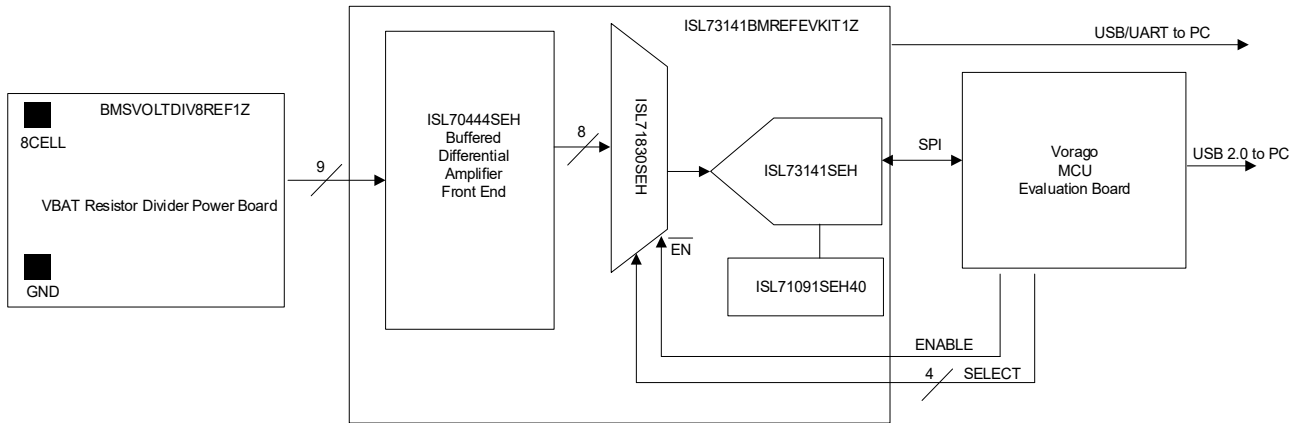 ISL73141BMREFEVKIT1Z
USB/UART to PC
BMSVOLTDIV8REF1Z
8CELL
VBAT Resistor Divider Power Board
GND
9
ISL70444SEH
Buffered
Differential
Amplifier
Front End
8
ISL71830SEH
EN
ISL73141SEH
ISL71091SEH40
SPI
Vorago
MCU
Evaluation Board
USB 2.0 to PC
ENABLE
4
SELECT